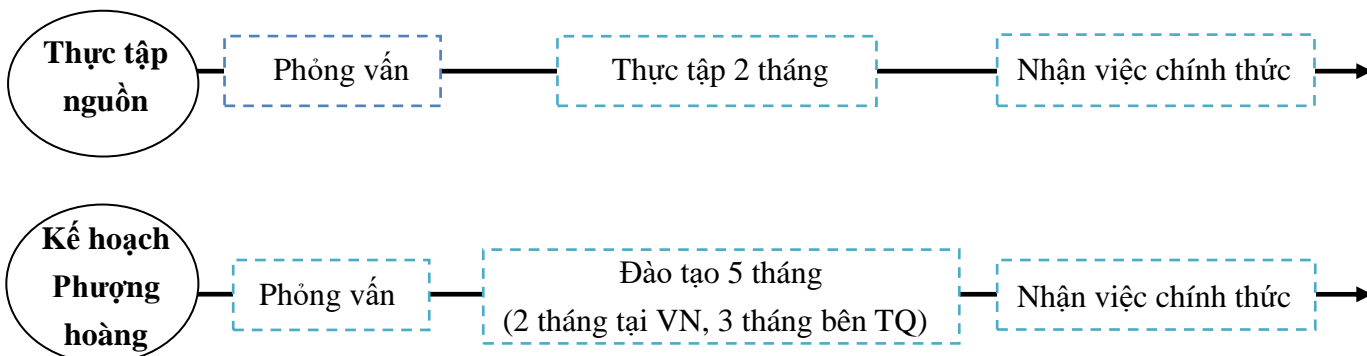 Thực tập
nguồn
Phỏng vấn
Thực tập 2 tháng
Nhận việc chính thức
Kế hoạch
Phượng
hoàng
Phỏng vấn
Đào tạo 5 tháng
(2 tháng tại VN, 3 tháng bên TQ)
Nhận việc chính thức